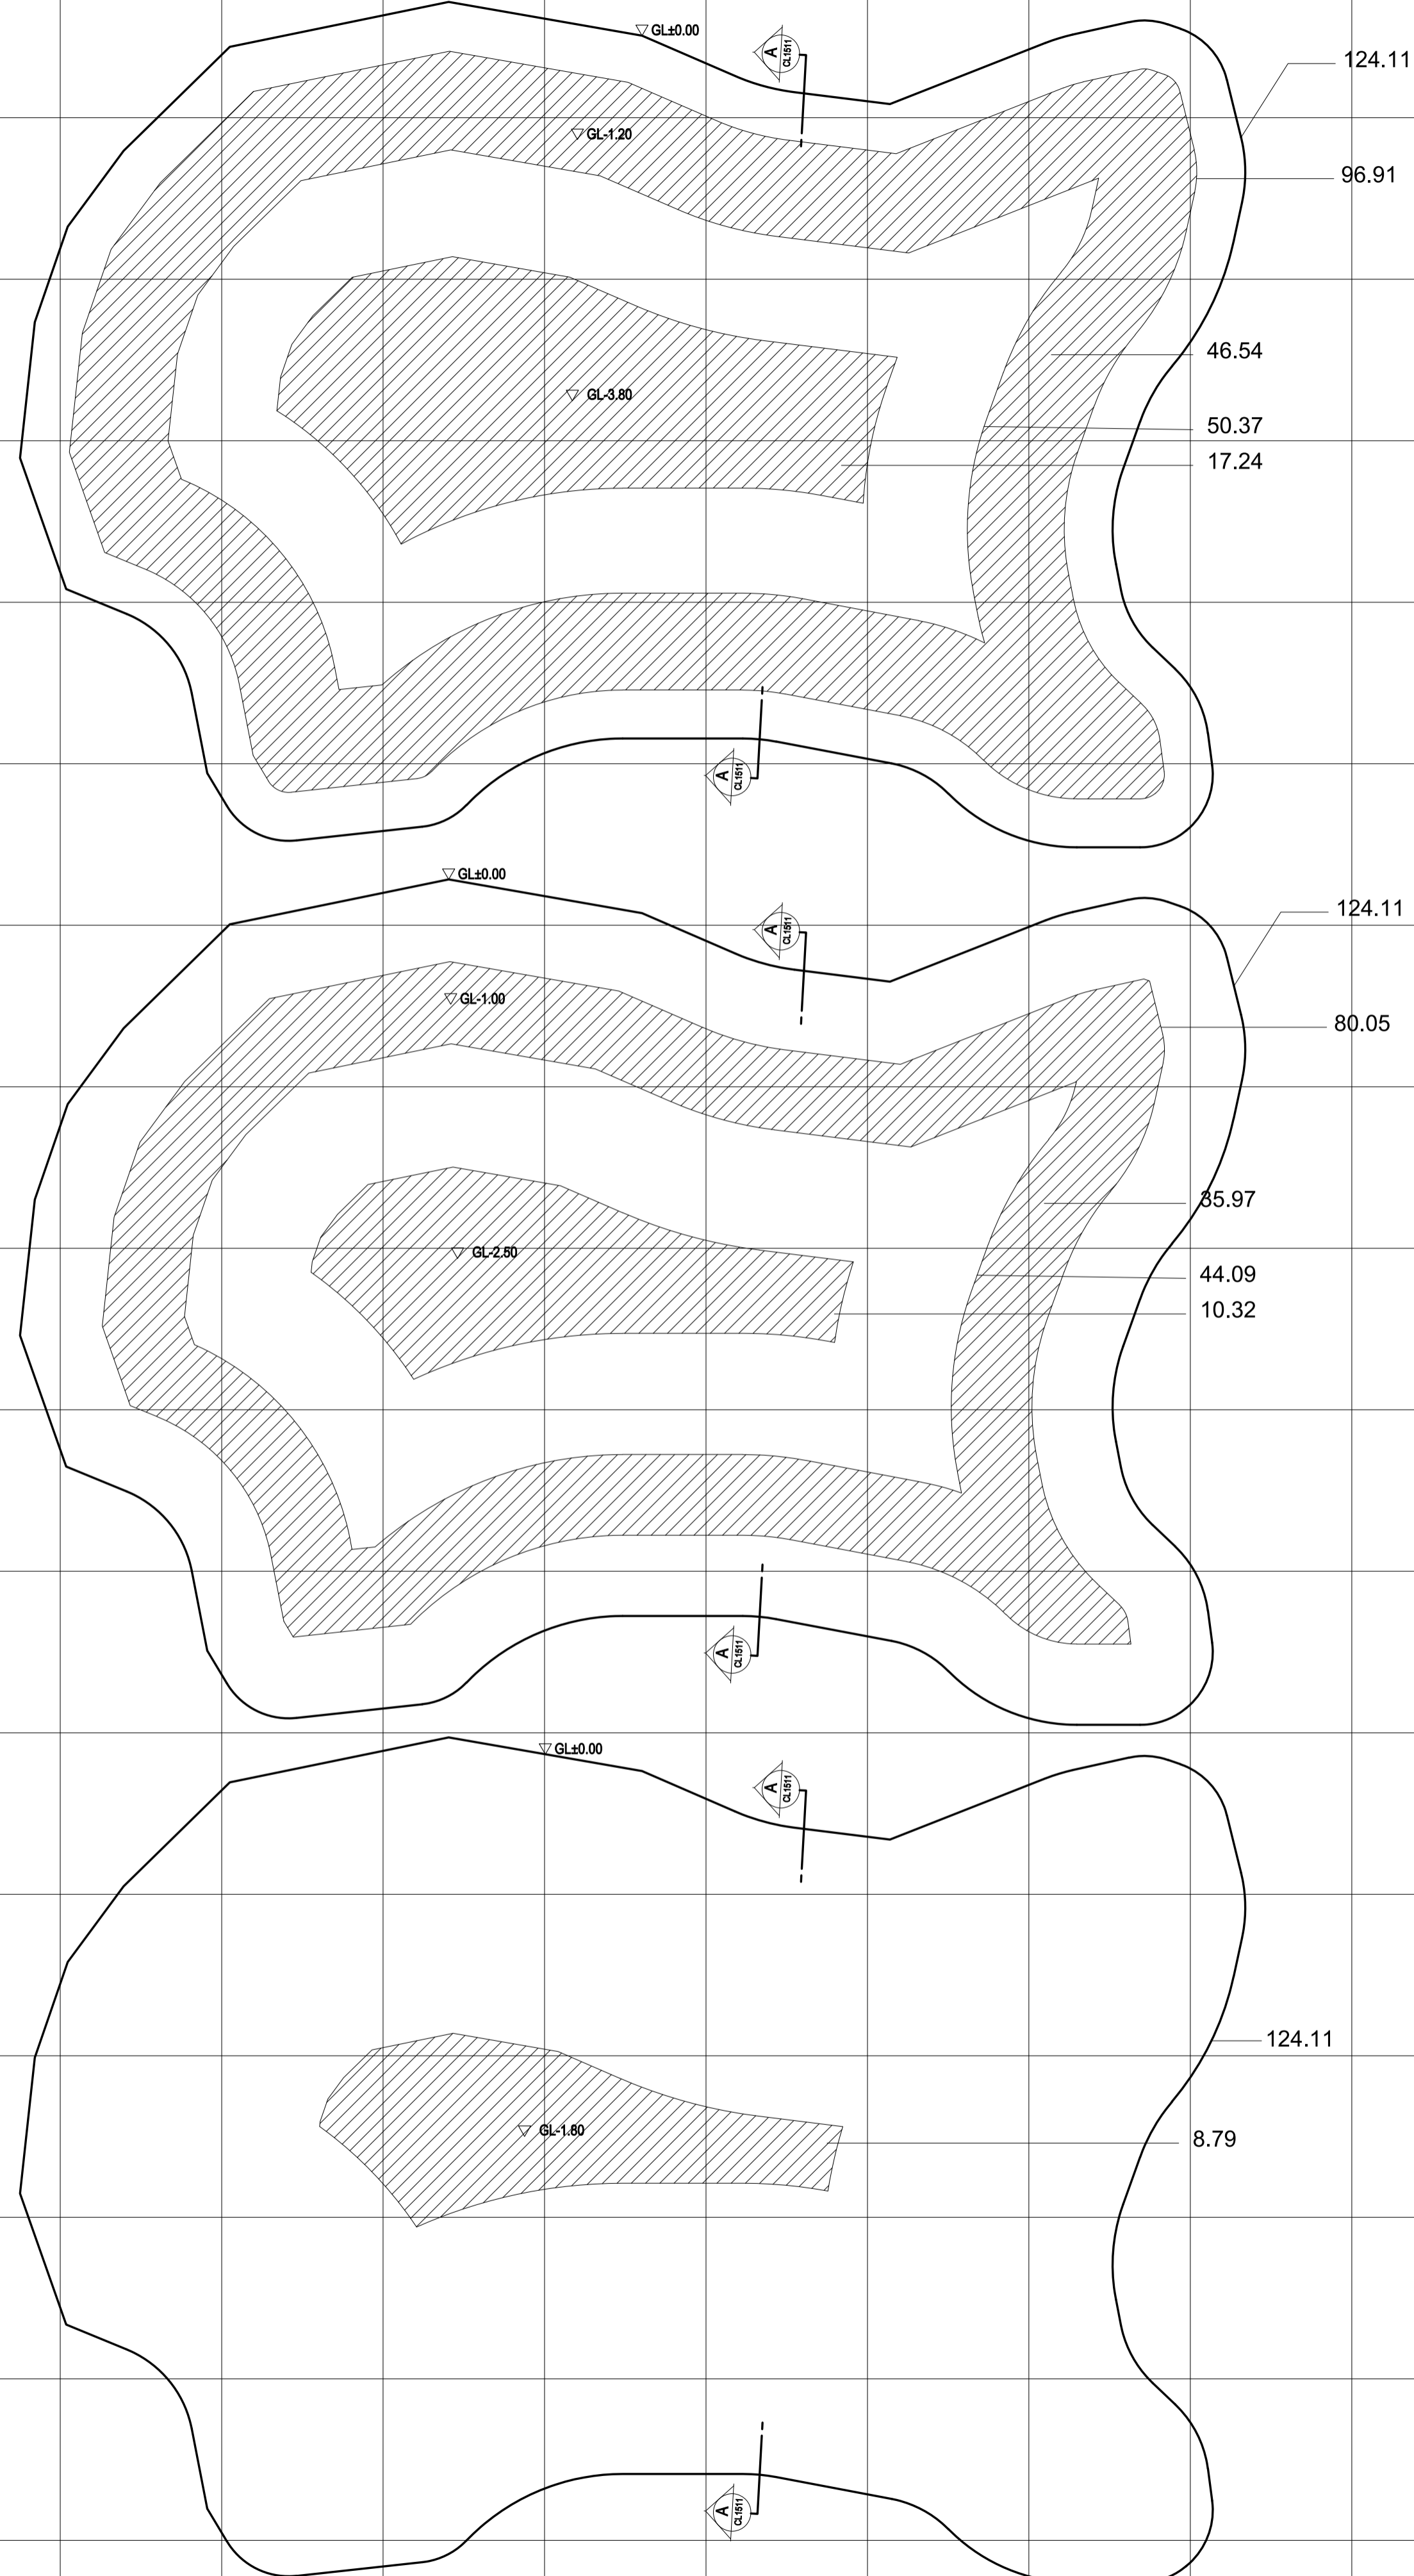 GL±0.00
A
CL1511
124.11
GL-1.20
96.91
46.54
GL-3.80
50.37
17.24
A
CL1511
GL±0.00
124.11
A
CL1511
GL-1.00
80.05
35.97
GL-2.50
44.09
10.32
A
CL1511
GL±0.00
A
CL1511
124.11
GL-1.80
8.79
A
CL1511